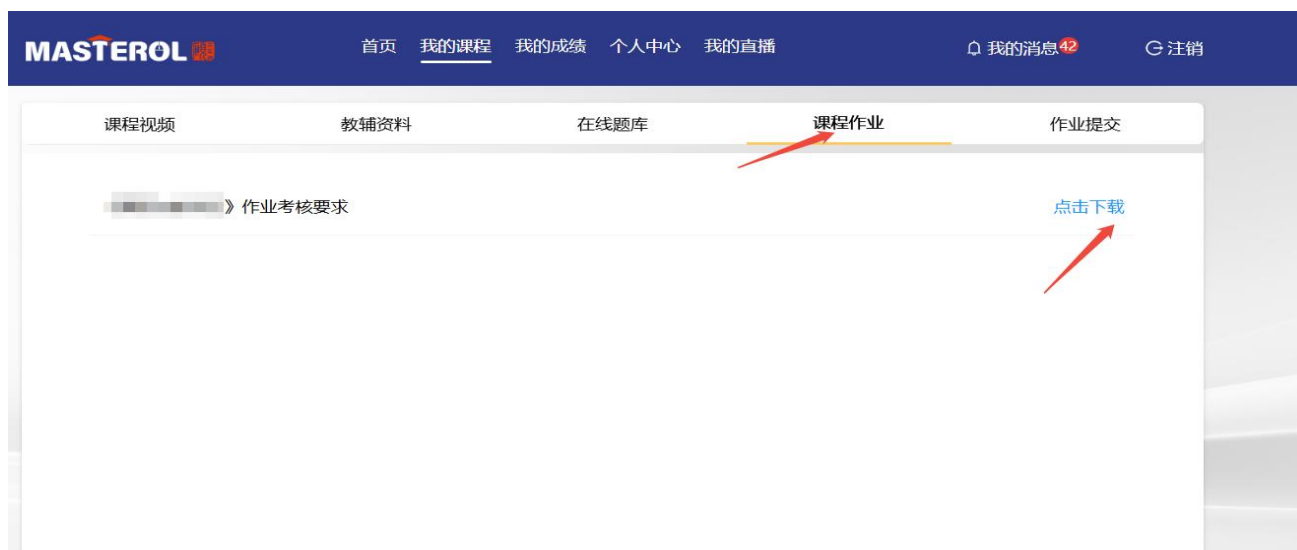 MASTEROL
首页 我的课程 我的成绩 个人中心 我的直播 我的消息 42 注销
课程视频 教辅资料 在线题库 课程作业 作业提交
》作业考核要求 点击下载